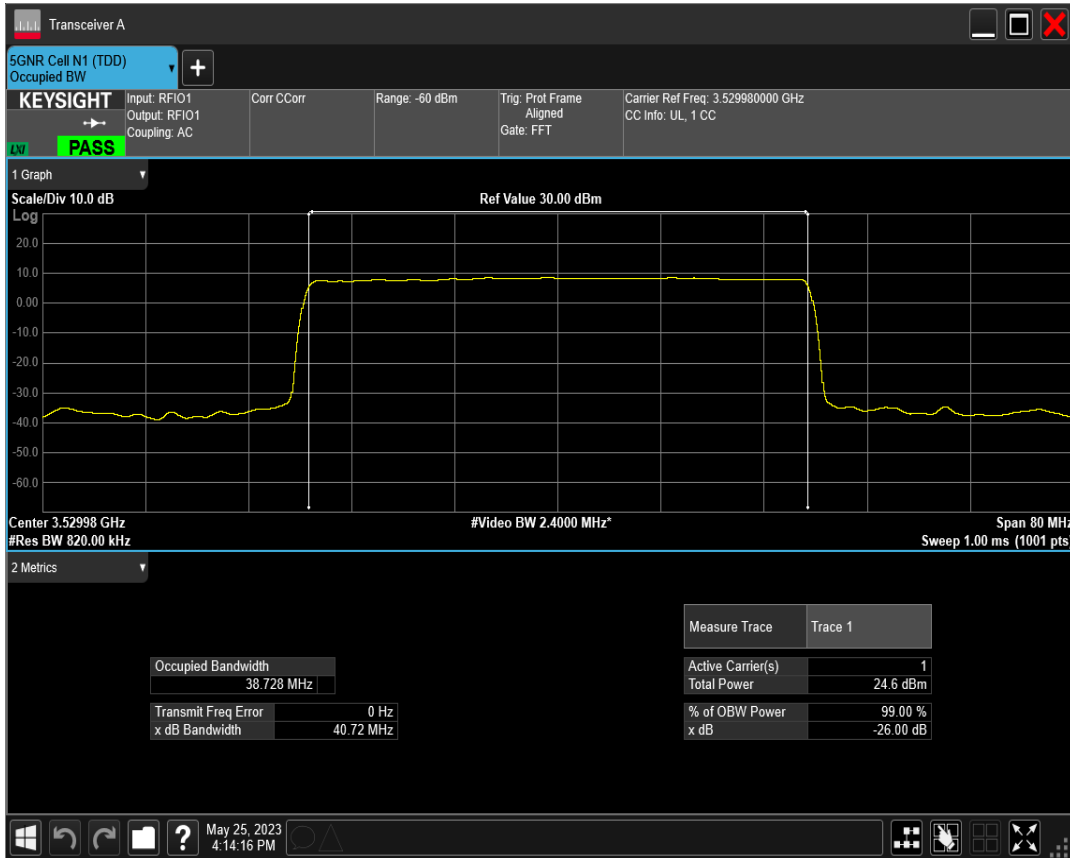 Transceiver A
5GNR Cell N1 (TDD)
Occupied BW
+
KEYSIGHT
LXI
PASS
Input: RFIO1
Output: RFIO1
Coupling: AC
Corr CCorr
Range: -60 dBm
Trig: Prot Frame
Aligned
Gate: FFT
Carrier Ref Freq: 3.529980000 GHz
CC Info: UL, 1 CC
1 Graph
Scale/Div 10.0 dB
Ref Value 30.00 dBm
Log
20.0
10.0
0.00
-10.0
-20.0
-30.0
-40.0
-50.0
-60.0
Center 3.52998 GHz
#Video BW 2.4000 MHz*
Span 80 MHz
#Res BW 820.00 kHz
Sweep 1.00 ms (1001 pts)
2 Metrics
Measure Trace Trace 1
Occupied Bandwidth
38.728 MHz
Active Carrier(s) 1
Total Power 24.6 dBm
Transmit Freq Error 0 Hz
x dB Bandwidth 40.72 MHz
% of OBW Power 99.00 %
x dB -26.00 dB
?
May 25, 2023
4:14:16 PM